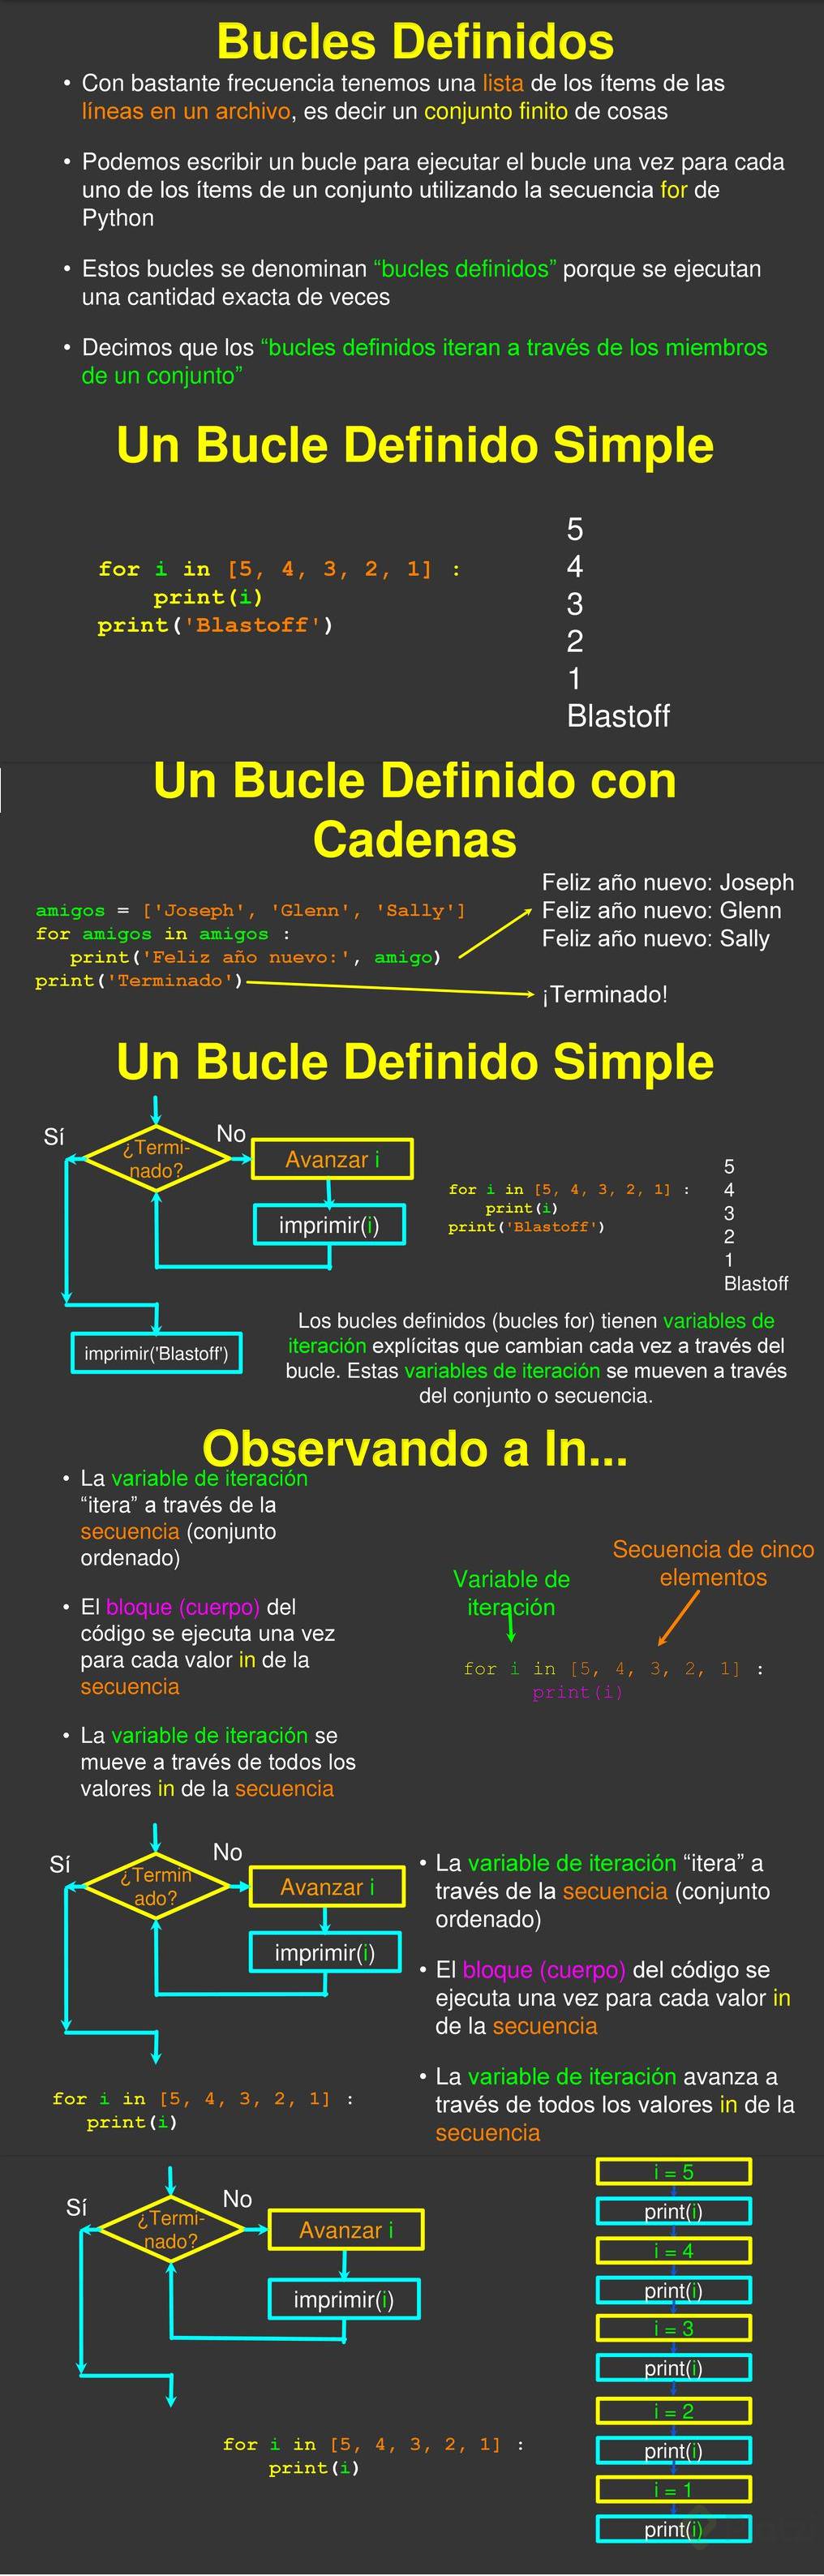 Bucles Definidos
• Con bastante frecuencia tenemos una lista de los ítems de las
líneas en un archivo, es decir un conjunto finito de cosas
• Podemos escribir un bucle para ejecutar el bucle una vez para cada
uno de los ítems de un conjunto utilizando la secuencia for de
Python
• Estos bucles se denominan “bucles definidos” porque se ejecutan
una cantidad exacta de veces
• Decimos que los “bucles definidos iteran a través de los miembros
de un conjunto”
Un Bucle Definido Simple
for i in [5, 4, 3, 2, 1] :
print(i)
print('Blastoff')
5
4
3
2
1
Blastoff
Un Bucle Definido con
Cadenas
amigos = ['Joseph', 'Glenn', 'Sally']
for amigos in amigos :
print('Feliz año nuevo:', amigo)
print('Terminado')
Feliz año nuevo: Joseph
Feliz año nuevo: Glenn
Feliz año nuevo: Sally
¡Terminado!
Un Bucle Definido Simple
Sí
¿Termi-
nado?
No
Avanzar i
imprimir(i)
imprimir('Blastoff')
for i in [5, 4, 3, 2, 1] :
print(i)
print('Blastoff')
5
4
3
2
1
Blastoff
Los bucles definidos (bucles for) tienen variables de
iteración explícitas que cambian cada vez a través del
bucle. Estas variables de iteración se mueven a través
del conjunto o secuencia.
Observando a In...
• La variable de iteración
“itera” a través de la
secuencia (conjunto
ordenado)
• El bloque (cuerpo) del
código se ejecuta una vez
para cada valor in de la
secuencia
• La variable de iteración se
mueve a través de todos los
valores in de la secuencia
Variable de
iteración
Secuencia de cinco
elementos
for i in [5, 4, 3, 2, 1] :
print(i)
Sí
¿Termin
ado?
No
Avanzar i
imprimir(i)
for i in [5, 4, 3, 2, 1] :
print(i)
• La variable de iteración “itera” a
través de la secuencia (conjunto
ordenado)
• El bloque (cuerpo) del código se
ejecuta una vez para cada valor in
de la secuencia
• La variable de iteración avanza a
través de todos los valores in de la
secuencia
Sí
¿Termi-
nado?
No
Avanzar i
imprimir(i)
for i in [5, 4, 3, 2, 1] :
print(i)
i = 5
print(i)
i = 4
print(i)
i = 3
print(i)
i = 2
print(i)
i = 1
print(i)